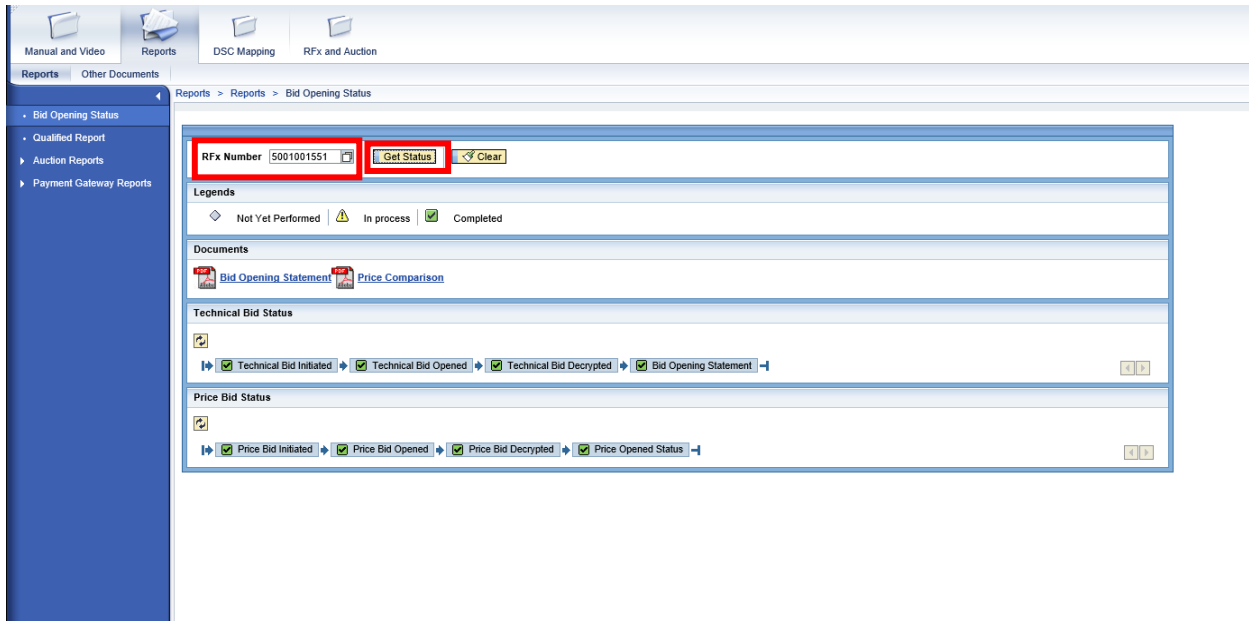 Manual and Video Reports DSC Mapping RFx and Auction
Reports Other Documents
Reports > Reports > Bid Opening Status
Bid Opening Status
Qualified Report
Auction Reports
Payment Gateway Reports
RFx Number 5001001551 Get Status Clear
Legends
Not Yet Performed In process Completed
Documents
PDF Bid Opening Statement PDF Price Comparison
Technical Bid Status
Technical Bid Initiated Technical Bid Opened Technical Bid Decrypted Bid Opening Statement
Price Bid Status
Price Bid Initiated Price Bid Opened Price Bid Decrypted Price Opened Status